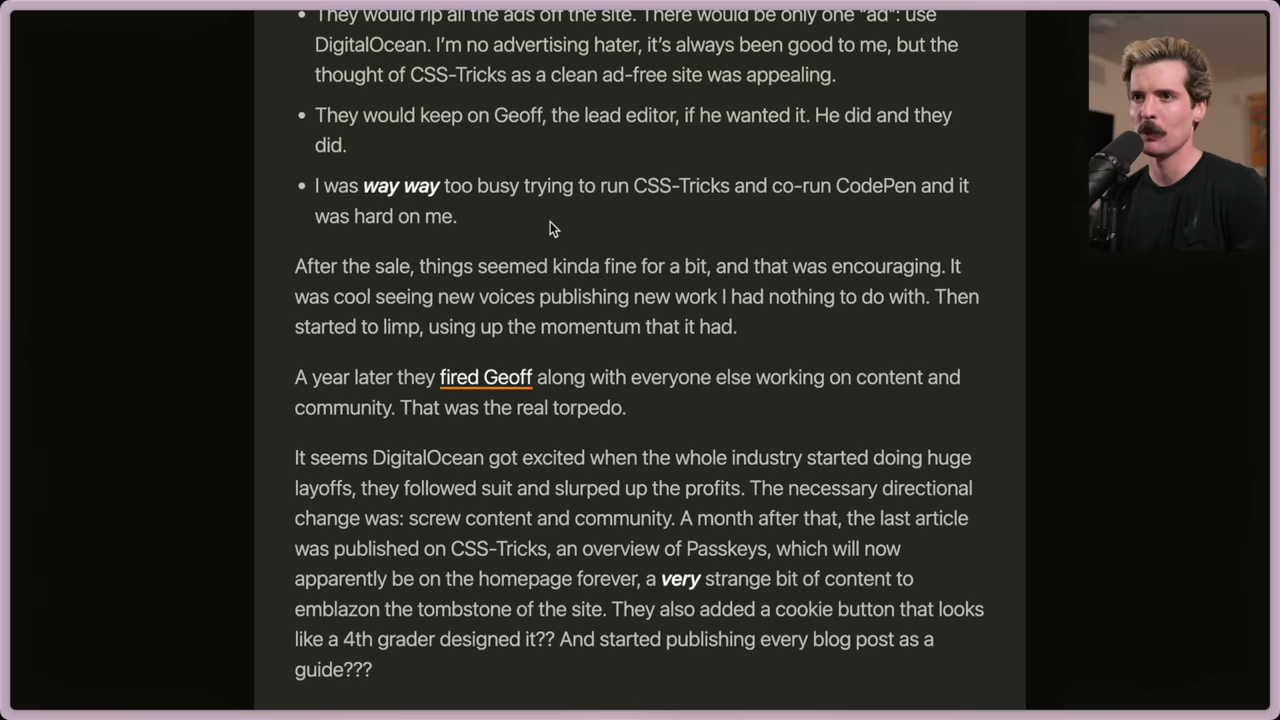 They would rip all the ads off the site. There would be only one “ad”: use
DigitalOcean. I’m no advertising hater, it’s always been good to me, but the
thought of CSS-Tricks as a clean ad-free site was appealing.
They would keep on Geoff, the lead editor, if he wanted it. He did and they
did.
I was way way too busy trying to run CSS-Tricks and co-run CodePen and it
was hard on me.
After the sale, things seemed kinda fine for a bit, and that was encouraging. It
was cool seeing new voices publishing new work I had nothing to do with. Then
started to limp, using up the momentum that it had.
A year later they fired Geoff along with everyone else working on content and
community. That was the real torpedo.
It seems DigitalOcean got excited when the whole industry started doing huge
layoffs, they followed suit and slurped up the profits. The necessary directional
change was: screw content and community. A month after that, the last article
was published on CSS-Tricks, an overview of Passkeys, which will now
apparently be on the homepage forever, a very strange bit of content to
emblazon the tombstone of the site. They also added a cookie button that looks
like a 4th grader designed it?? And started publishing every blog post as a
guide???